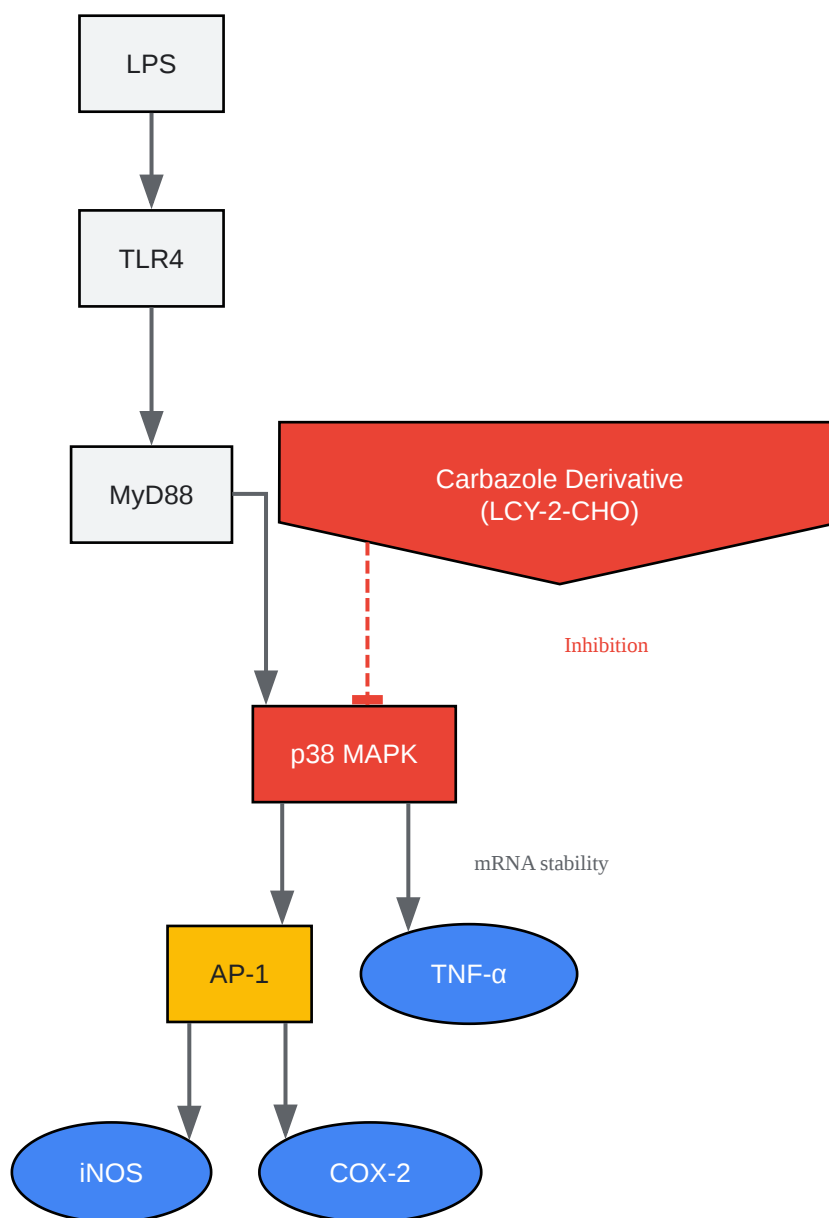 LPS
TLR4
MyD88
Carbazole Derivative
(LCY-2-CHO)
Inhibition
p38 MAPK
mRNA stability
AP-1
TNF-α
iNOS
COX-2